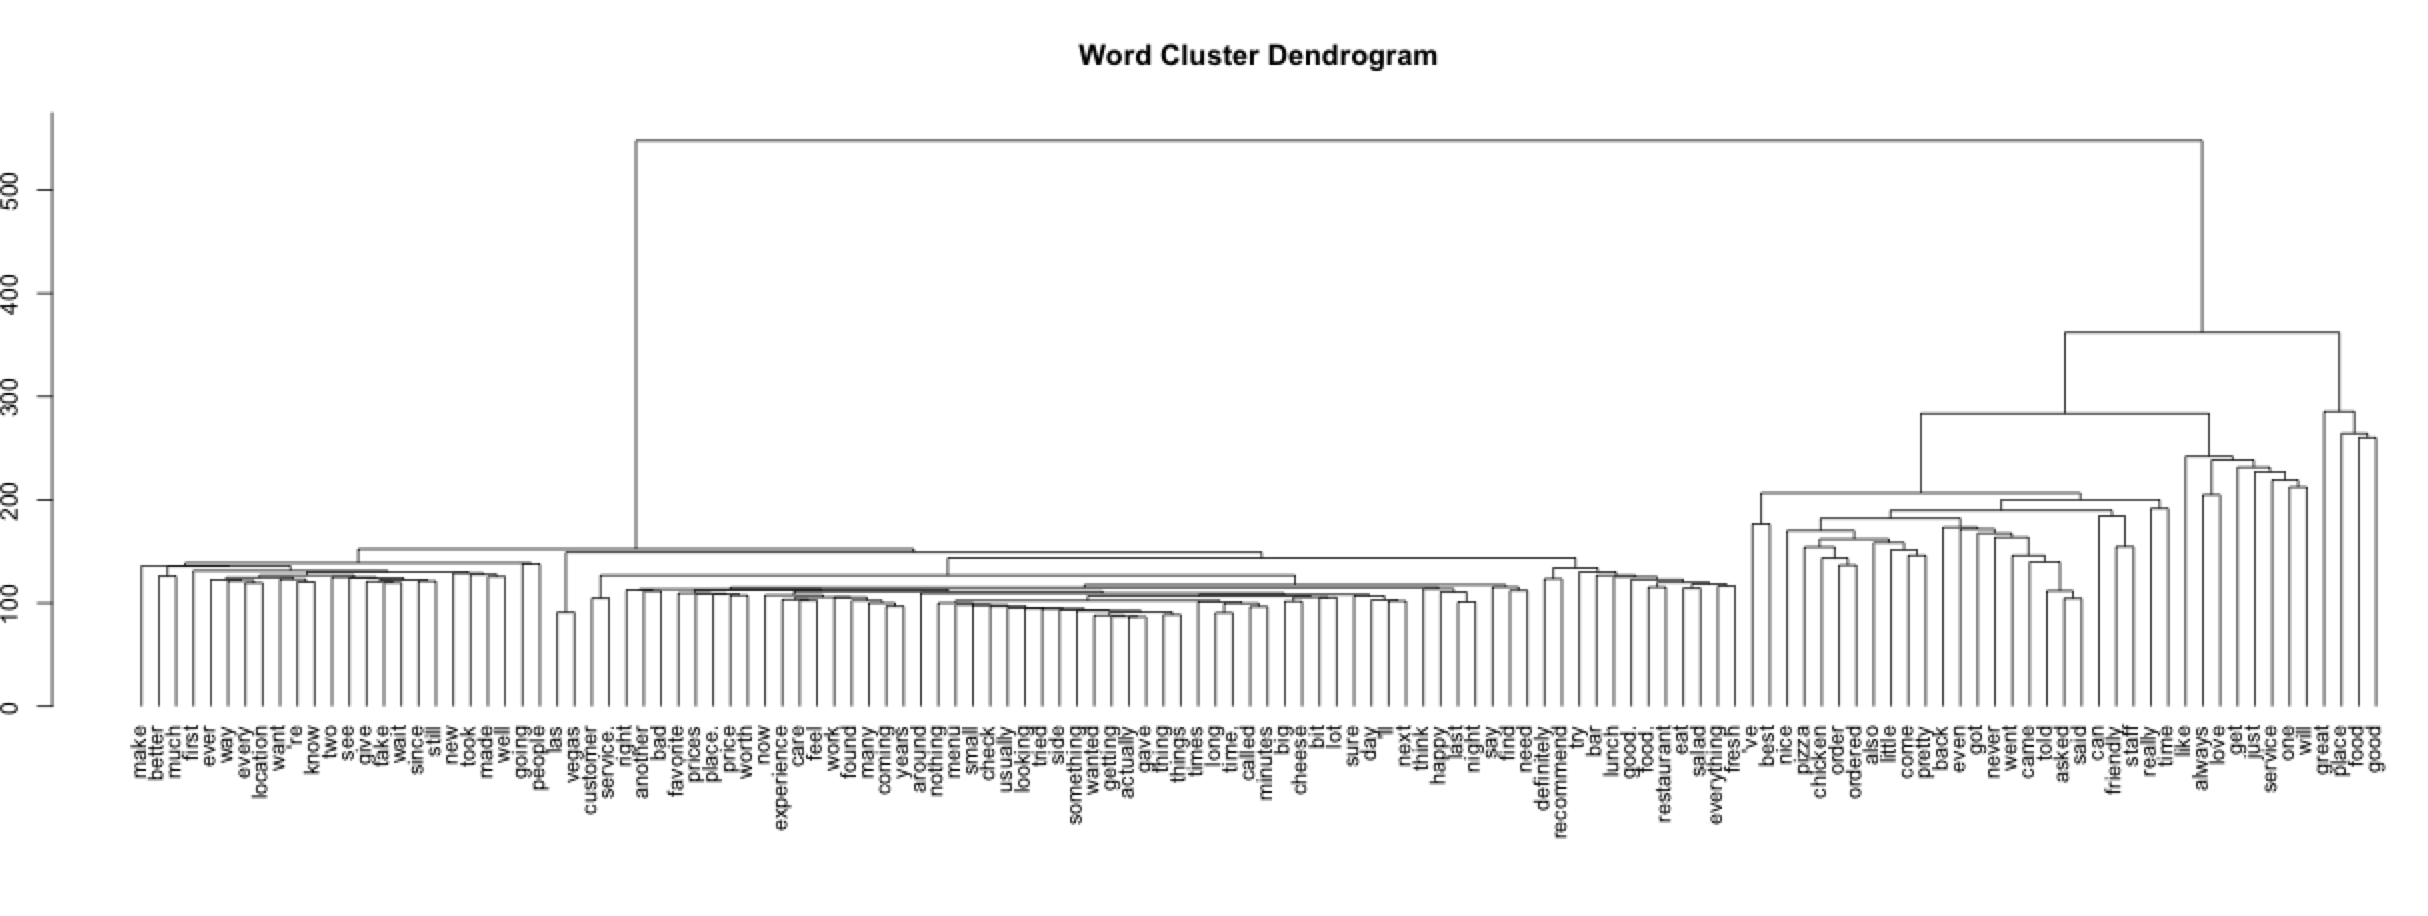 Word Cluster Dendrogram
500
400
300
200
100
0
make
better
much
first
ever
way
every
location
want
're
know
two
see
give
take
wait
since
still
new
took
made
well
going
people
las
vegas
customer
service.
right
another
bad
favorite
prices
place.
price
worth
now
experience
care
feel
work
found
many
coming
years
around
nothing
menu
small
check
usually
looking
tried
side
something
wanted
getting
actually
gave
thing
things
times
long
time.
called
minutes
big
cheese
bit
lot
sure
day
'll
next
think
happy
last
night
say
find
need
definitely
recommend
try
bar
lunch
good.
food.
restaurant
eat
salad
everything
fresh
've
best
nice
pizza
chicken
order
ordered
also
little
come
pretty
back
even
got
never
went
came
told
asked
said
can
friendly
staff
really
time
like
always
love
get
just
service
one
will
great
place
food
good